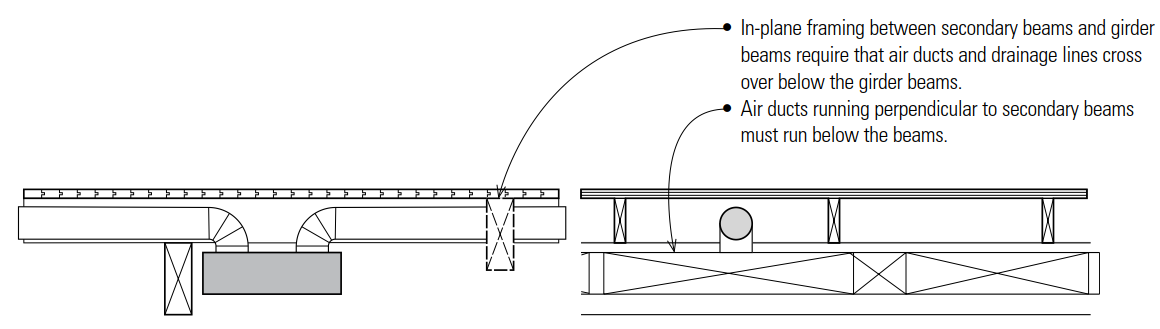 • In-plane framing between secondary beams and girder
beams require that air ducts and drainage lines cross
over below the girder beams.
• Air ducts running perpendicular to secondary beams
must run below the beams.